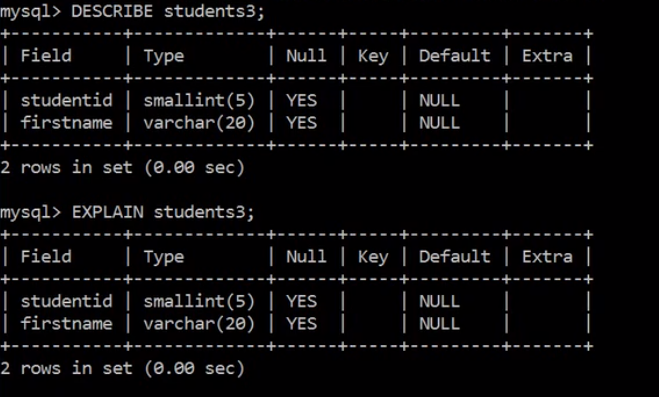 mysql> DESCRIBE students3;
+-----------+-------------+------+-----+---------+-------+
| Field     | Type        | Null | Key | Default | Extra |
+-----------+-------------+------+-----+---------+-------+
| studentid | smallint(5) | YES  |     | NULL    |       |
| firstname | varchar(20) | YES  |     | NULL    |       |
+-----------+-------------+------+-----+---------+-------+
2 rows in set (0.00 sec)

mysql> EXPLAIN students3;
+-----------+-------------+------+-----+---------+-------+
| Field     | Type        | Null | Key | Default | Extra |
+-----------+-------------+------+-----+---------+-------+
| studentid | smallint(5) | YES  |     | NULL    |       |
| firstname | varchar(20) | YES  |     | NULL    |       |
+-----------+-------------+------+-----+---------+-------+
2 rows in set (0.00 sec)